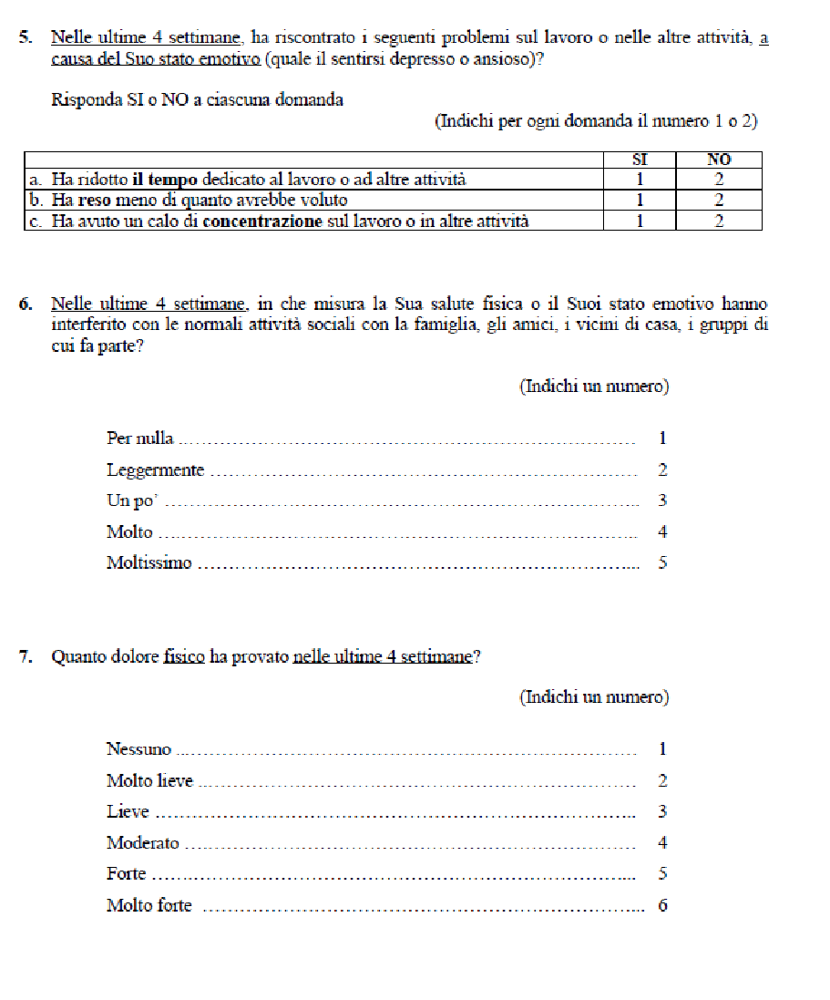 5. Nelle ultime 4 settimane, ha riscontrato i seguenti problemi sul lavoro o nelle altre attività, a
causa del Suo stato emotivo (quale il sentirsi depresso o ansioso)?
Risponda SI o NO a ciascuna domanda
(Indichi per ogni domanda il numero 1 o 2)
SI NO
a. Ha ridotto il tempo dedicato al lavoro o ad altre attività 1 2
b. Ha reso meno di quanto avrebbe voluto 1 2
c. Ha avuto un calo di concentrazione sul lavoro o in altre attività 1 2
6. Nelle ultime 4 settimane, in che misura la Sua salute fisica o il Suoi stato emotivo hanno
interferito con le normali attività sociali con la famiglia, gli amici, i vicini di casa, i gruppi di
cui fa parte?
(Indichi un numero)
Per nulla 1
Leggermente 2
Un po' 3
Molto 4
Moltissimo 5
7. Quanto dolore fisico ha provato nelle ultime 4 settimane?
(Indichi un numero)
Nessuno 1
Molto lieve 2
Lieve 3
Moderato 4
Forte 5
Molto forte 6